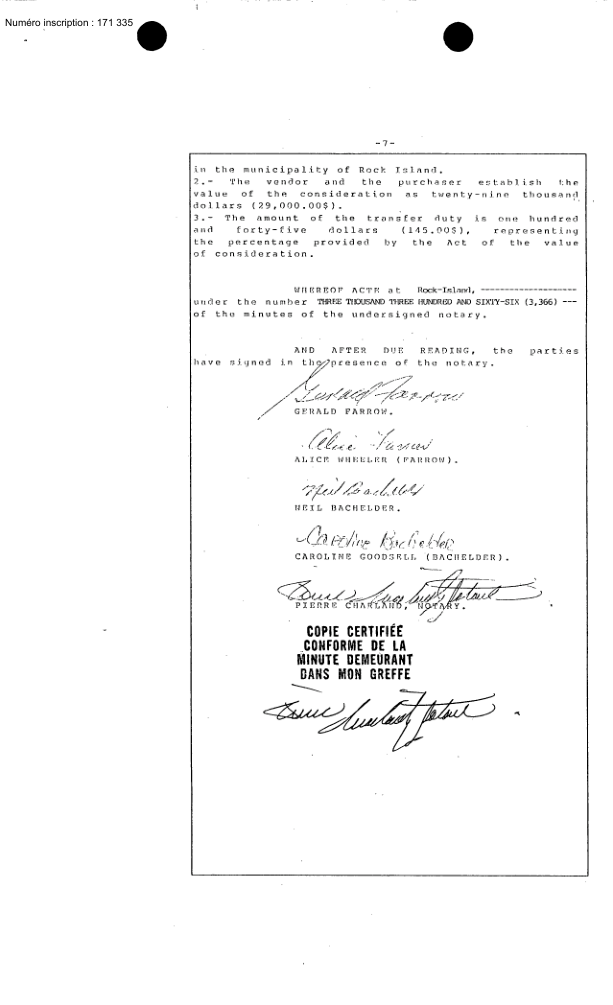 Numéro inscription : 171 335
-7-
in the municipality of Rock Island.
2.- The vendor and the purchaser establish the
value of the consideration as twenty-nine thousand
dollars (29,000.00$).
3.- The amount of the transfer duty is one hundred
and forty-five dollars (145.00$), representing
the percentage provided by the Act of the value
of consideration.
WHEREOF ACTE at Rock-Island, -------------------
under the number THREE THOUSAND THREE HUNDRED AND SIXTY-SIX (3,366) ---
of the minutes of the undersigned notary.
AND AFTER DUE READING, the parties
have signed in the presence of the notary.
Gerald Farrow
GERALD FARROW.
Alice Farrow
ALICE WHEELER (FARROW).
Neil Bachelder
NEIL BACHELDER.
Caroline Bachelder
CAROLINE GOODSELL (BACHELDER).
PIERRE CHARLAND, NOTARY.
COPIE CERTIFIÉE
CONFORME DE LA
MINUTE DEMEURANT
DANS MON GREFFE